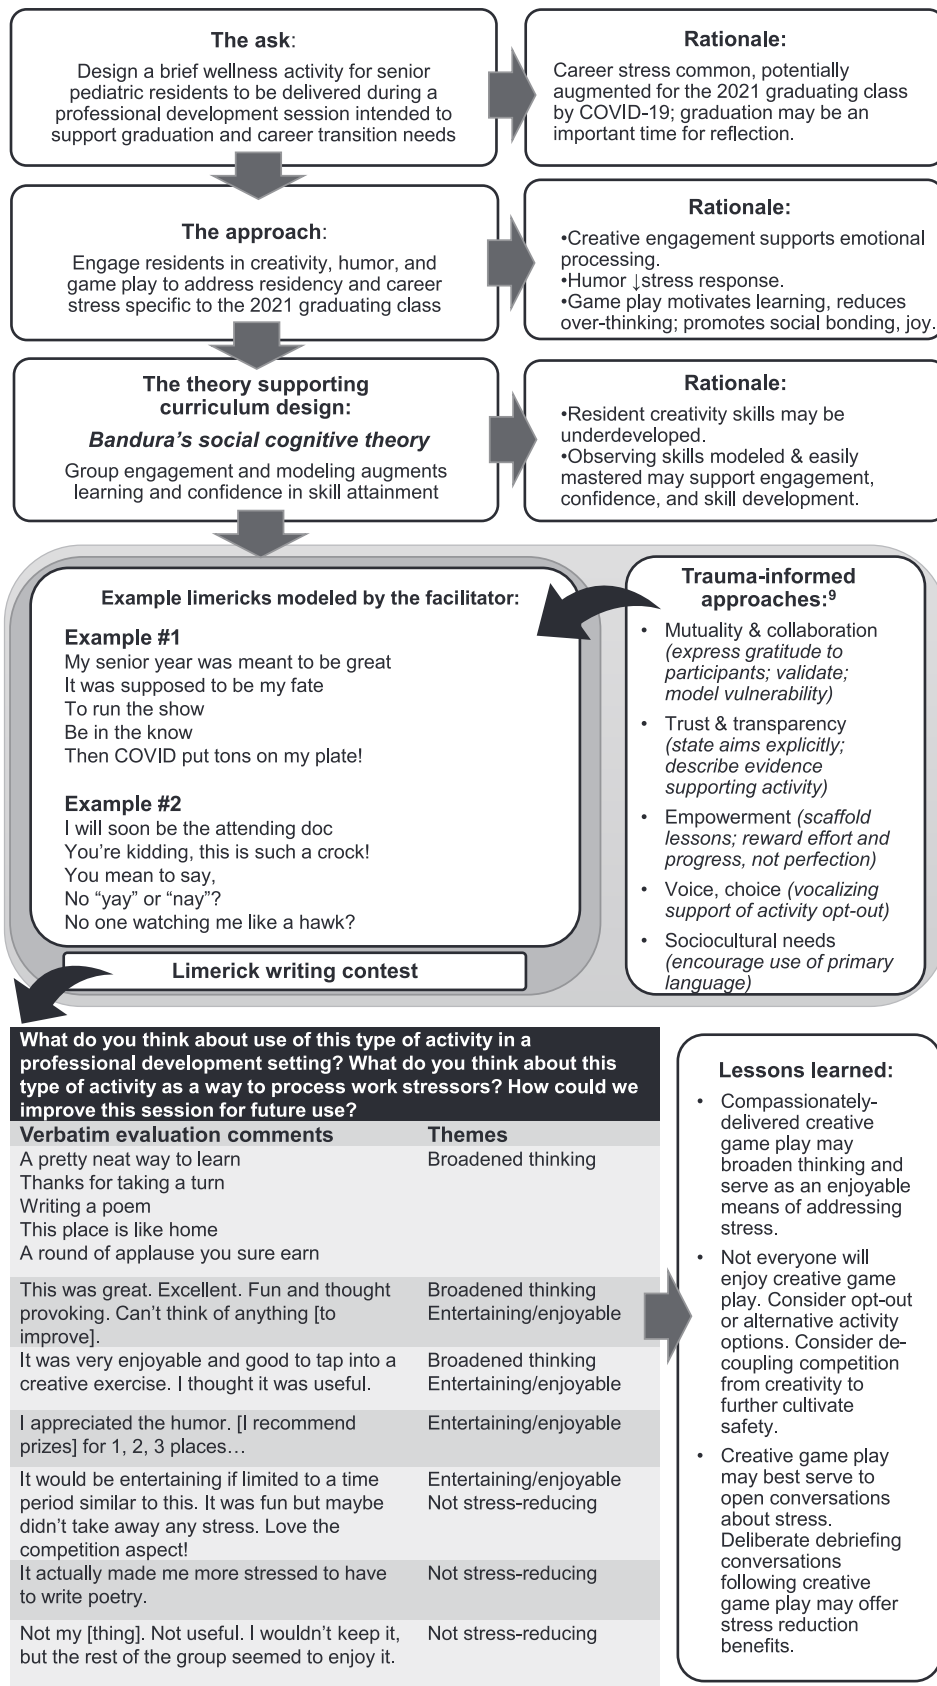 The ask:
Design a brief wellness activity for senior
pediatric residents to be delivered during a
professional development session intended to
support graduation and career transition needs
Rationale:
Career stress common, potentially
augmented for the 2021 graduating class
by COVID-19; graduation may be an
important time for reflection.
The approach:
Engage residents in creativity, humor, and
game play to address residency and career
stress specific to the 2021 graduating class
Rationale:
•Creative engagement supports emotional
processing.
•Humor ↓stress response.
•Game play motivates learning, reduces
over-thinking; promotes social bonding, joy.
The theory supporting
curriculum design:
Bandura's social cognitive theory
Group engagement and modeling augments
learning and confidence in skill attainment
Rationale:
•Resident creativity skills may be
underdeveloped.
•Observing skills modeled & easily
mastered may support engagement,
confidence, and skill development.
Example limericks modeled by the facilitator:
Example #1
My senior year was meant to be great
It was supposed to be my fate
To run the show
Be in the know
Then COVID put tons on my plate!
Example #2
I will soon be the attending doc
You're kidding, this is such a crock!
You mean to say,
No “yay” or “nay”?
No one watching me like a hawk?
Limerick writing contest
Trauma-informed
approaches:9
• Mutuality & collaboration
(express gratitude to
participants; validate;
model vulnerability)
• Trust & transparency
(state aims explicitly;
describe evidence
supporting activity)
• Empowerment (scaffold
lessons; reward effort and
progress, not perfection)
• Voice, choice (vocalizing
support of activity opt-out)
• Sociocultural needs
(encourage use of primary
language)
What do you think about use of this type of activity in a
professional development setting? What do you think about this
type of activity as a way to process work stressors? How could we
improve this session for future use?
Verbatim evaluation comments Themes
A pretty neat way to learn Broadened thinking
Thanks for taking a turn
Writing a poem
This place is like home
A round of applause you sure earn
This was great. Excellent. Fun and thought Broadened thinking
provoking. Can't think of anything [to Entertaining/enjoyable
improve].
It was very enjoyable and good to tap into a Broadened thinking
creative exercise. I thought it was useful. Entertaining/enjoyable
I appreciated the humor. [I recommend Entertaining/enjoyable
prizes] for 1, 2, 3 places…
It would be entertaining if limited to a time Entertaining/enjoyable
period similar to this. It was fun but maybe Not stress-reducing
didn't take away any stress. Love the
competition aspect!
It actually made me more stressed to have Not stress-reducing
to write poetry.
Not my [thing]. Not useful. I wouldn't keep it, Not stress-reducing
but the rest of the group seemed to enjoy it.
Lessons learned:
• Compassionately-
delivered creative
game play may
broaden thinking and
serve as an enjoyable
means of addressing
stress.
• Not everyone will
enjoy creative game
play. Consider opt-out
or alternative activity
options. Consider de-
coupling competition
from creativity to
further cultivate
safety.
• Creative game play
may best serve to
open conversations
about stress.
Deliberate debriefing
conversations
following creative
game play may offer
stress reduction
benefits.